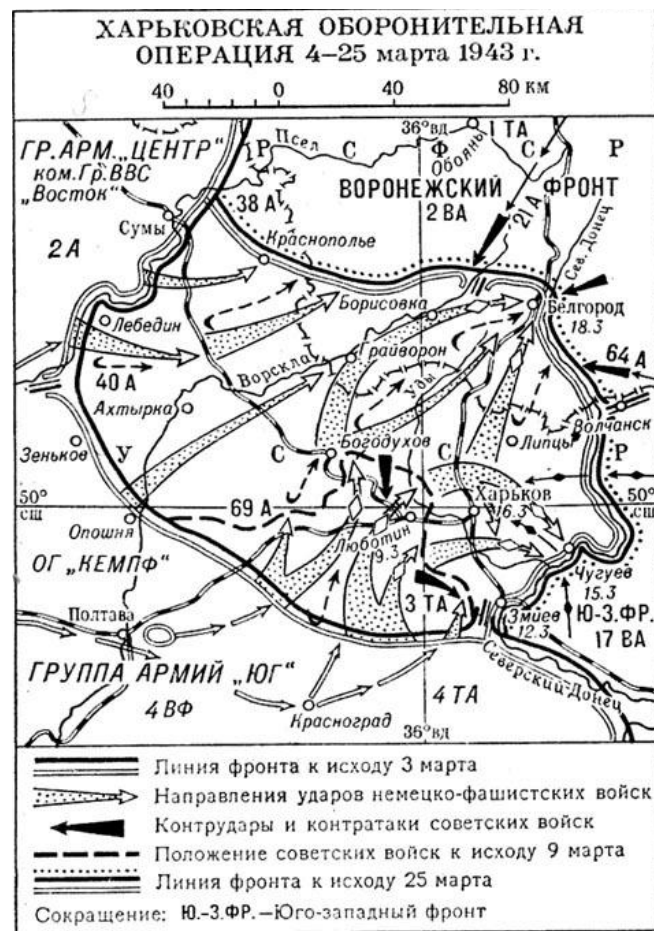 ХАРЬКОВСКАЯ ОБОРОНИТЕЛЬНАЯ
ОПЕРАЦИЯ 4–25 марта 1943 г.
40 0 40 80 км
ГР.АРМ.„ЦЕНТР"
ком.Гр.ВВС
„Восток"
Р С Ф С Р
Псел
36°вд
Обоянь
1 ТА
38 А
ВОРОНЕЖСКИЙ ФРОНТ
2 ВА
21 А
Сев. Донец
Сумы
2 А
Краснополье
Борисовка
Белгород
18.3
Лебедин
Грайворон
64 А
40 А
Ворскла
Уды
Ахтырка
Волчанск
Зеньков
Богодухов
Липцы
У С С Р
50°
сш
69 А
Харьков
16.3
50°
сш
Опошня
Люботин
9.3
ОГ „КЕМПФ"
Чугуев
15.3
3 ТА
Змиев
12.3
Ю-З.ФР.
17 ВА
Полтава
ГРУППА АРМИЙ „ЮГ"
4 ВФ
4 ТА
Северский-Донец
Красноград
36°вд
Линия фронта к исходу 3 марта
Направления ударов немецко-фашистских войск
Контрудары и контратаки советских войск
Положение советских войск к исходу 9 марта
Линия фронта к исходу 25 марта
Сокращение: Ю.-З.ФР.—Юго-западный фронт